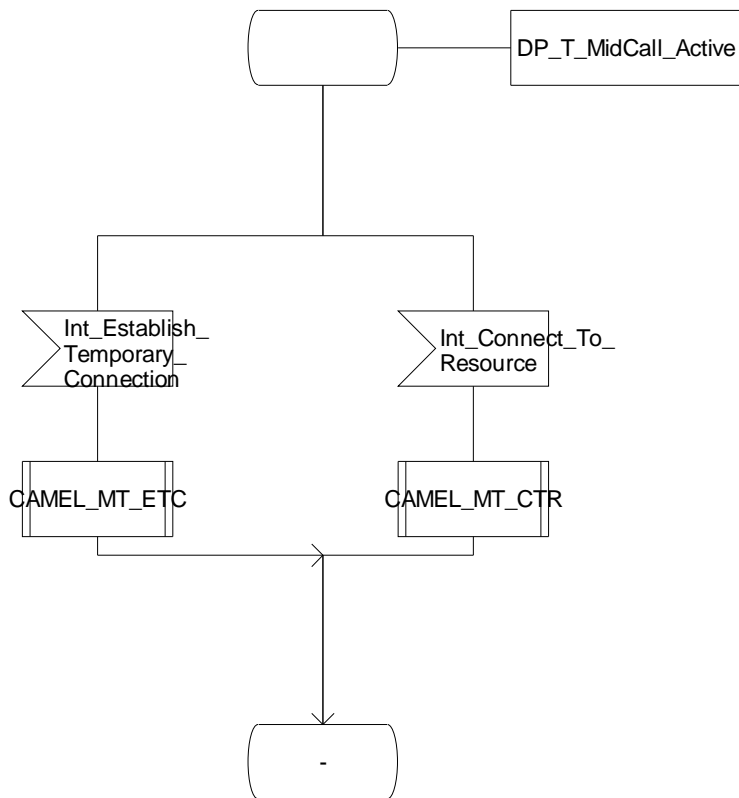 DP_T_MidCall_Active
Int_Establish_
Temporary_
Connection
Int_Connect_To_
Resource
CAMEL_MT_ETC
CAMEL_MT_CTR
-